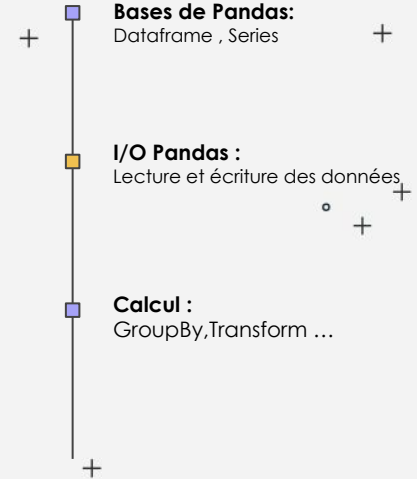 Bases de Pandas:
Dataframe , Series
I/O Pandas :
Lecture et écriture des données
Calcul :
GroupBy,Transform …